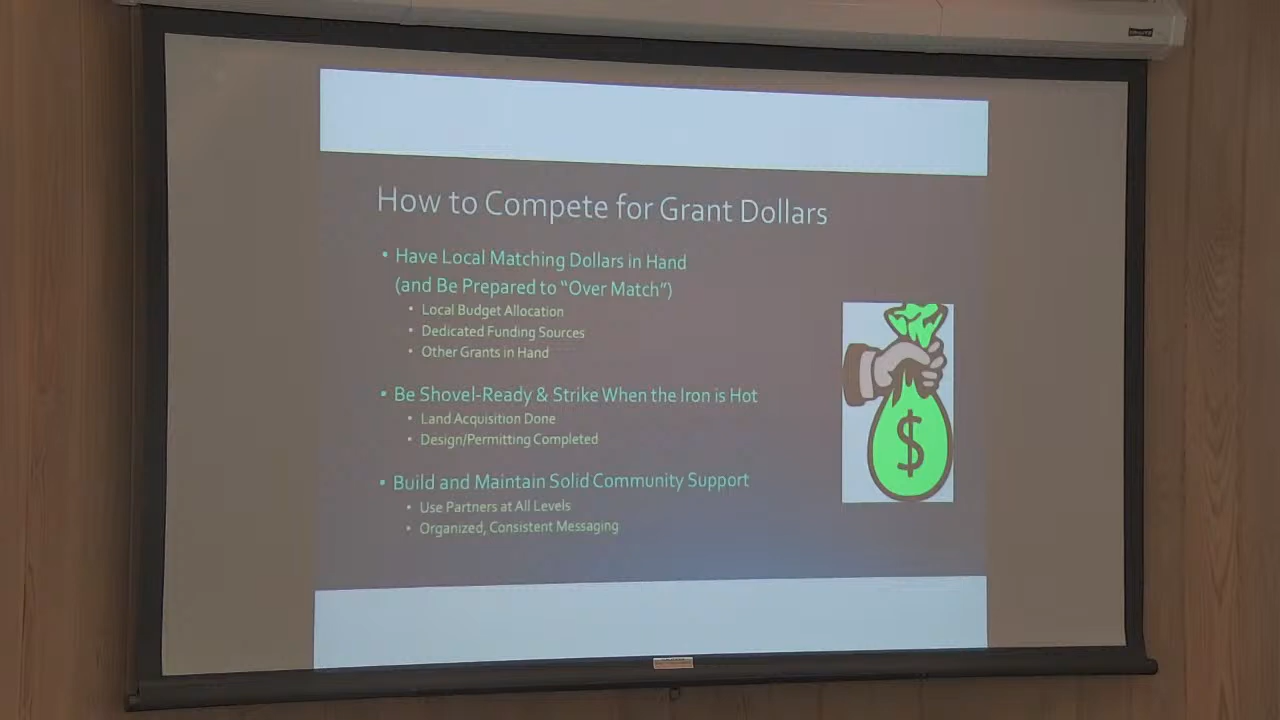 How to Compete for Grant Dollars
• Have Local Matching Dollars in Hand
(and Be Prepared to “Over Match”)
• Local Budget Allocation
• Dedicated Funding Sources
• Other Grants in Hand
• Be Shovel-Ready & Strike When the Iron is Hot
• Land Acquisition Done
• Design/Permitting Completed
• Build and Maintain Solid Community Support
• Use Partners at All Levels
• Organized, Consistent Messaging
$